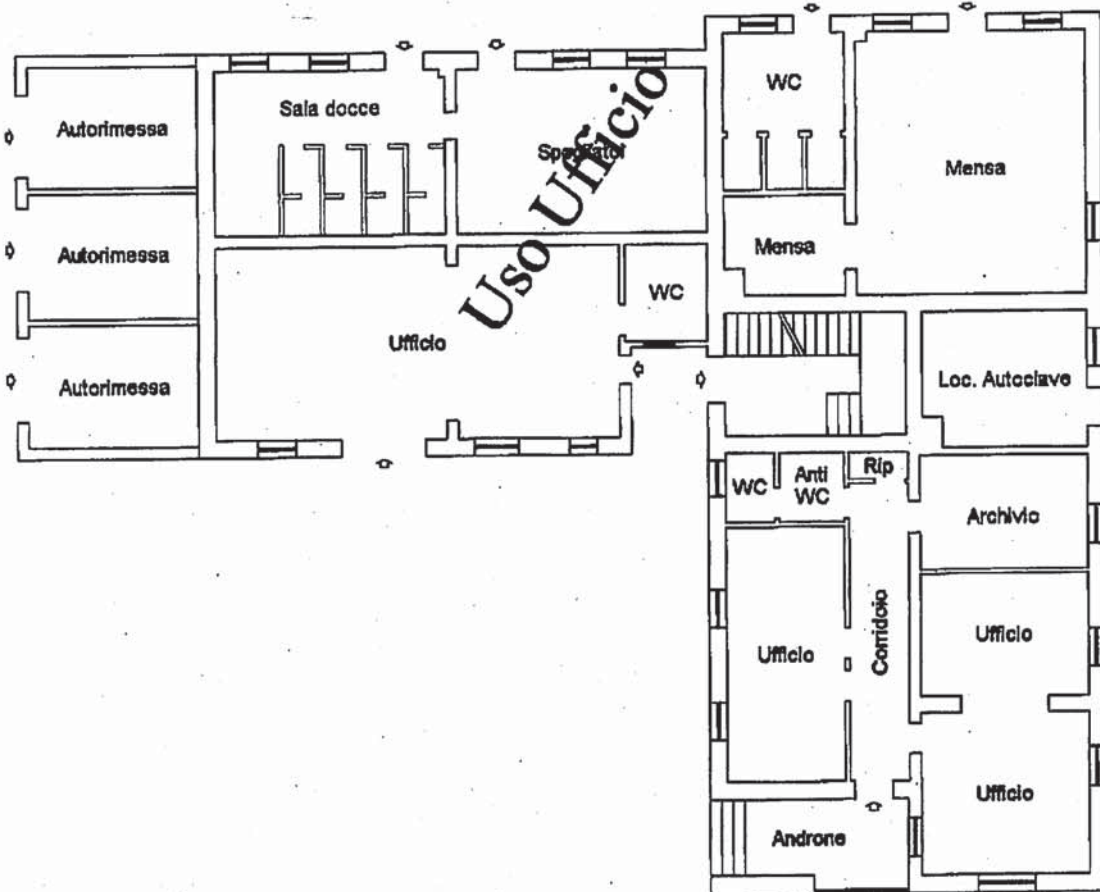 WC
Sala docce
Autorimessa
Spogliatoi
Uso Ufficio
Mensa
Mensa
Autorimessa
WC
Ufficio
Autorimessa
Loc. Autoclave
Rip
WC
Anti
WC
Archivio
Corridoio
Ufficio
Ufficio
Ufficio
Androne